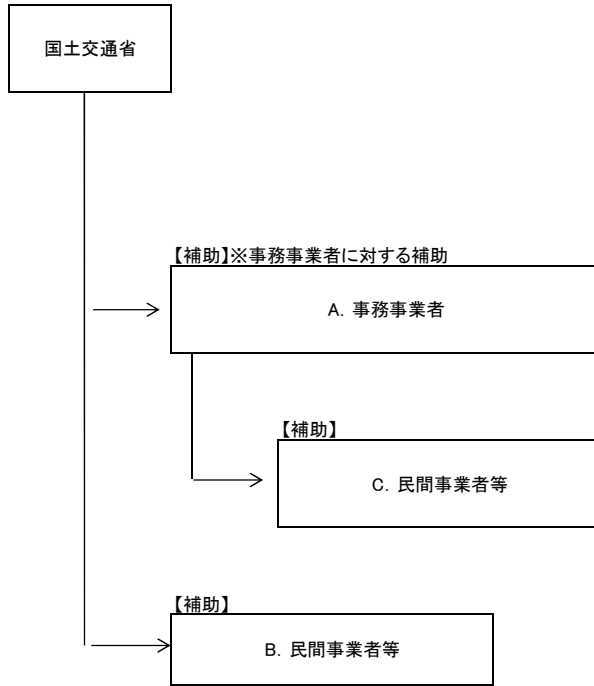 国土交通省
【補助】※事務事業者に対する補助
A. 事務事業者
【補助】
C. 民間事業者等
【補助】
B. 民間事業者等